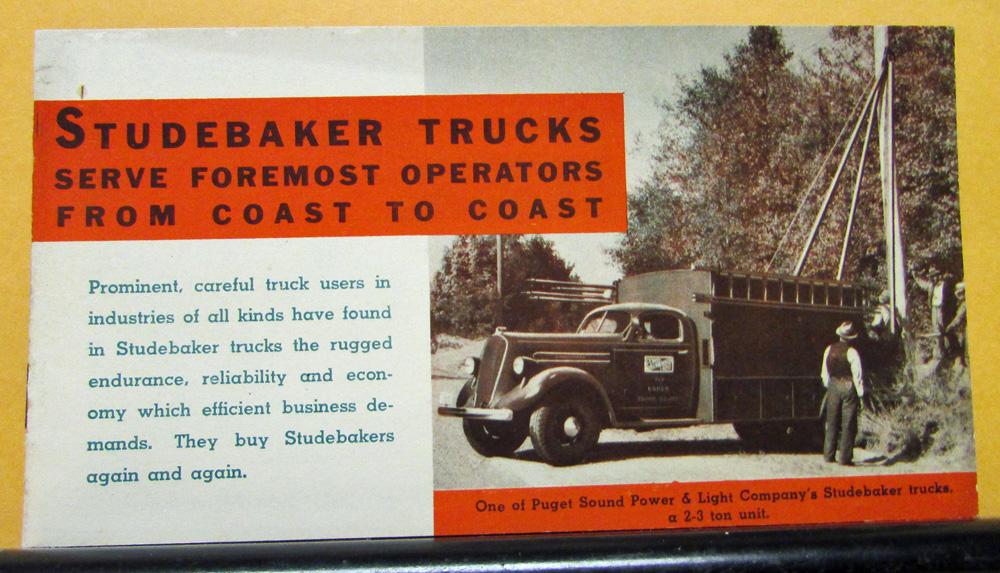 STUDEBAKER TRUCKS
SERVE FOREMOST OPERATORS
FROM COAST TO COAST
Prominent, careful truck users in
industries of all kinds have found
in Studebaker trucks the rugged
endurance, reliability and econ-
omy which efficient business de-
mands. They buy Studebakers
again and again.
One of Puget Sound Power & Light Company's Studebaker trucks,
a 2-3 ton unit.